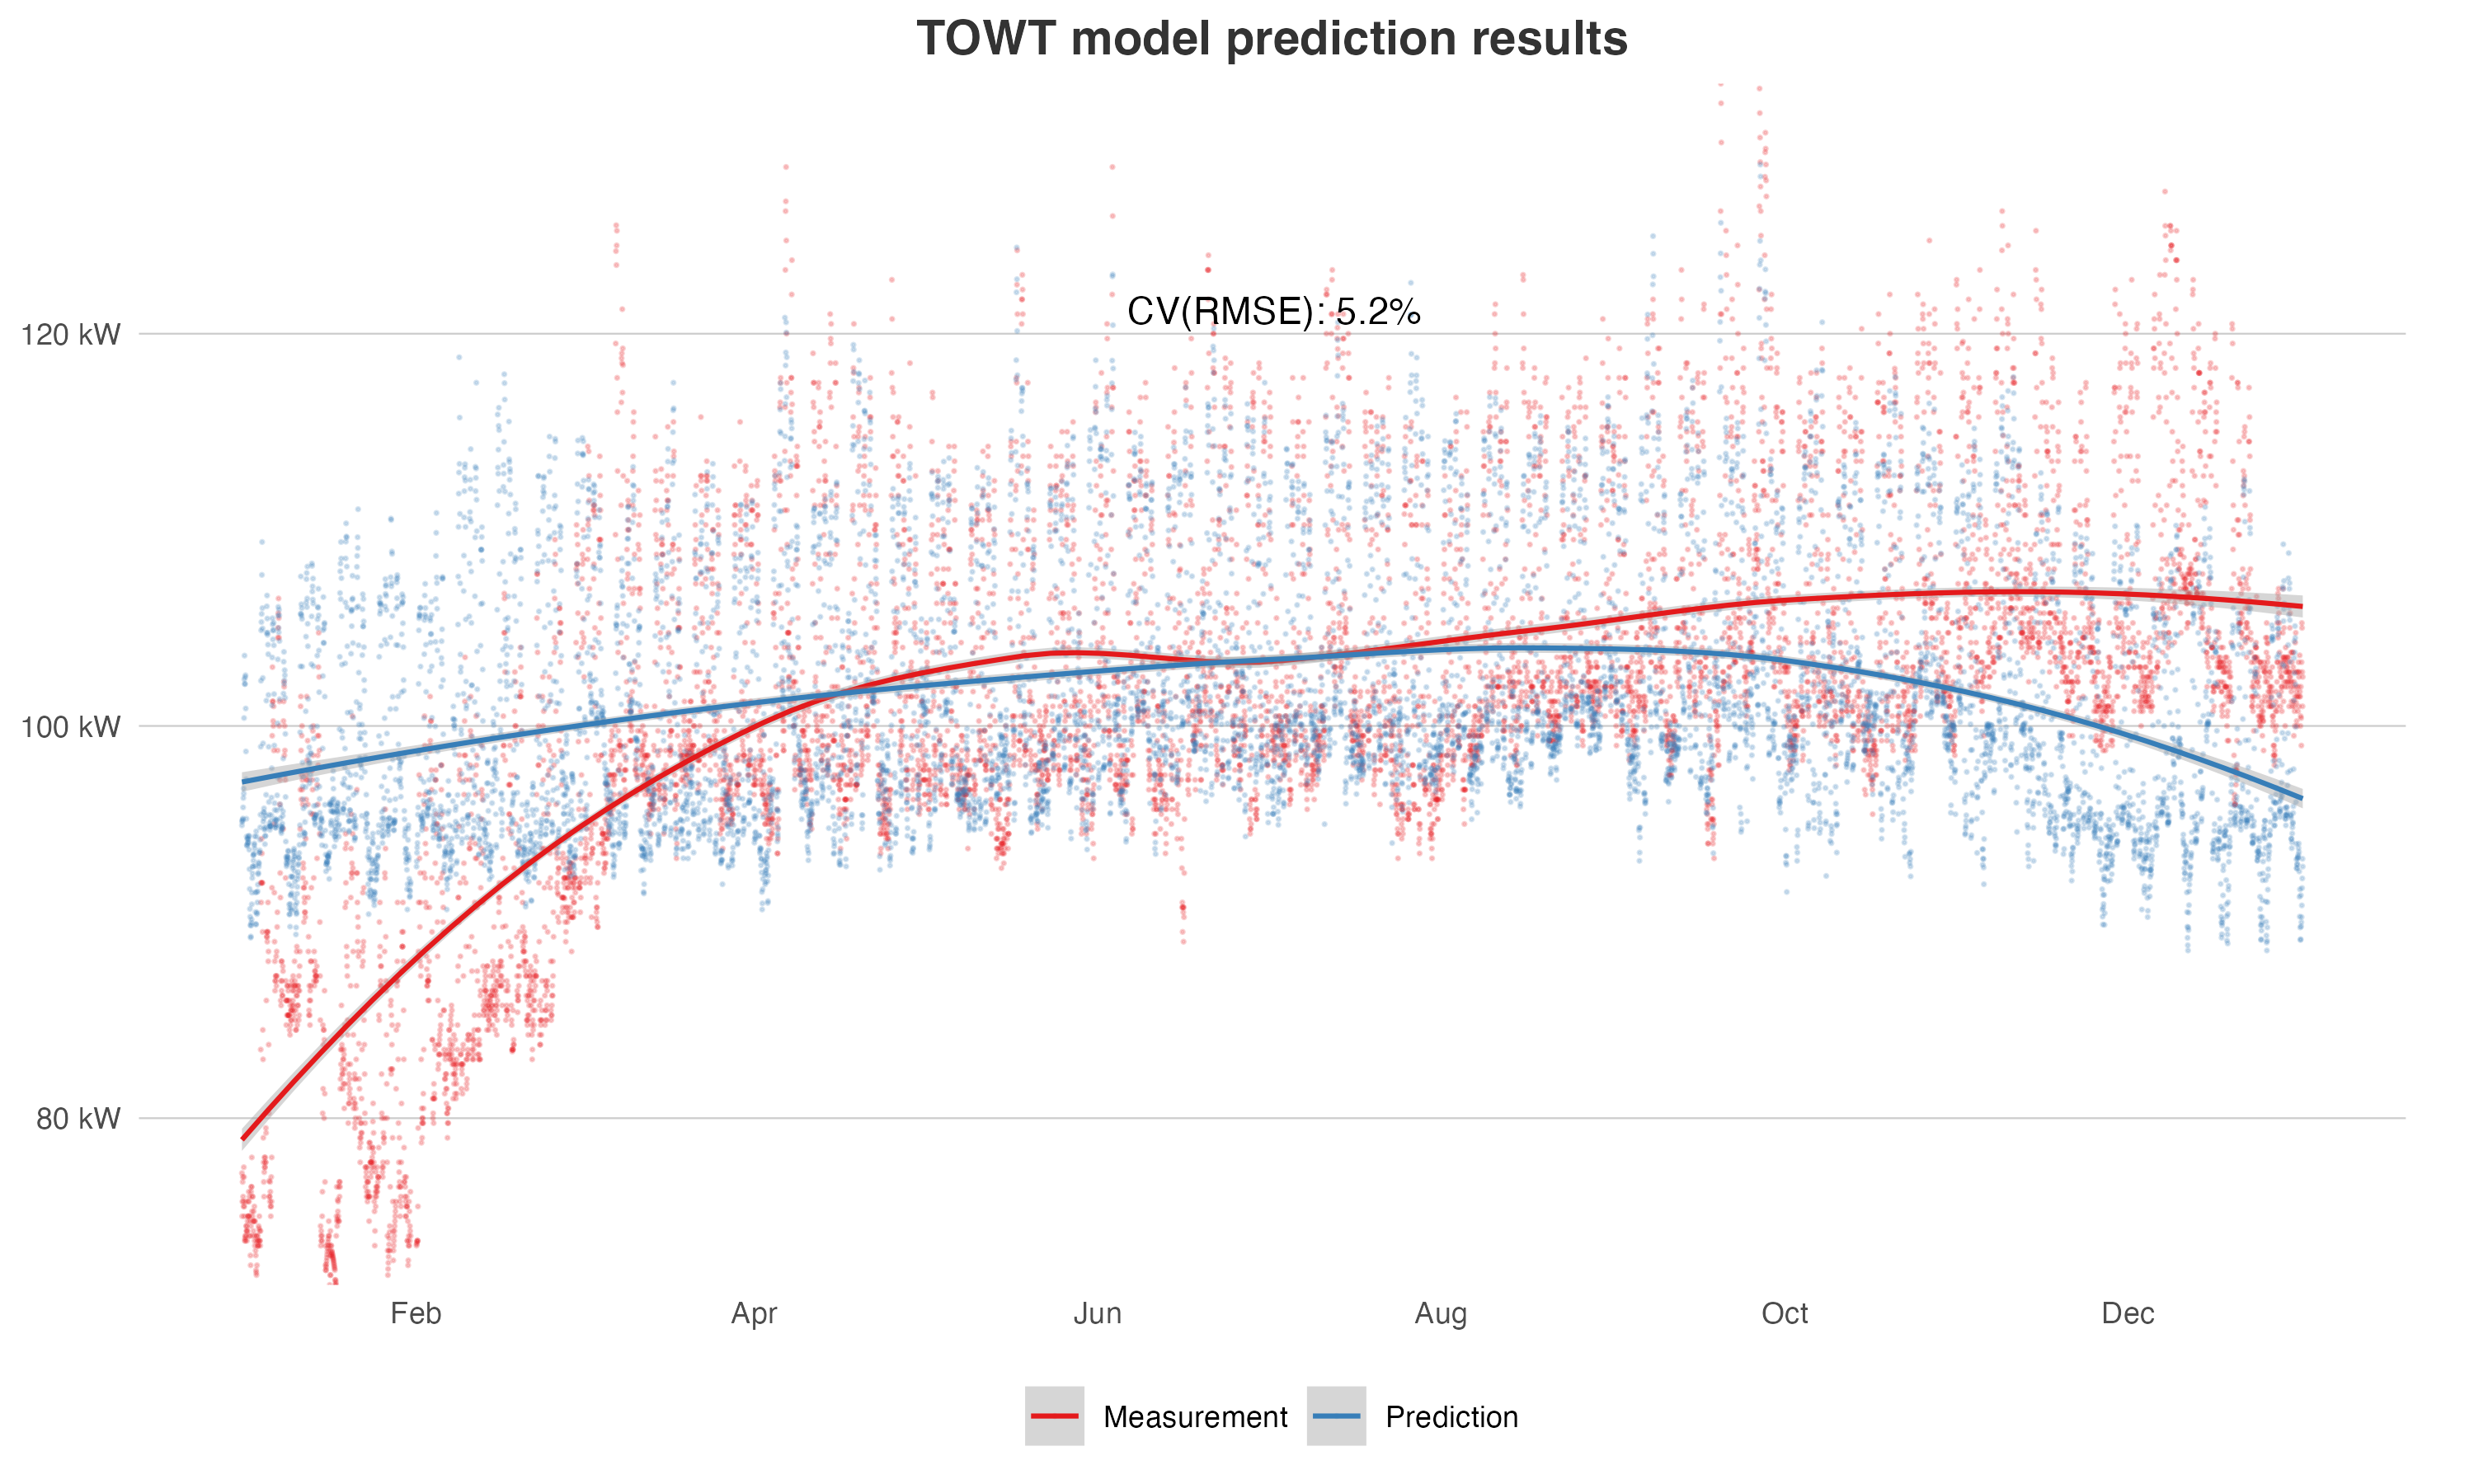 TOWT model prediction results
CV(RMSE): 5.2%
120 kW
100 kW
80 kW
Feb Apr Jun Aug Oct Dec
Measurement Prediction